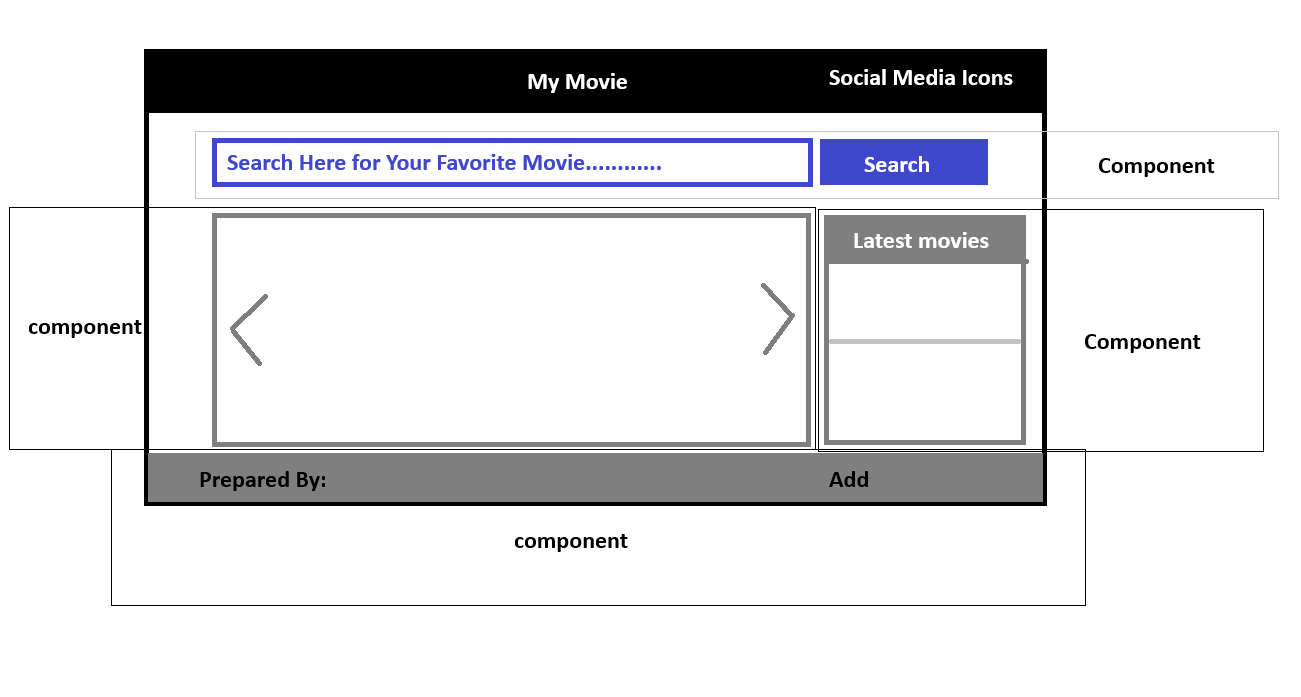 My Movie
Social Media Icons
Search Here for Your Favorite Movie............
Search
Component
Latest movies
component
Component
Prepared By:
Add
component